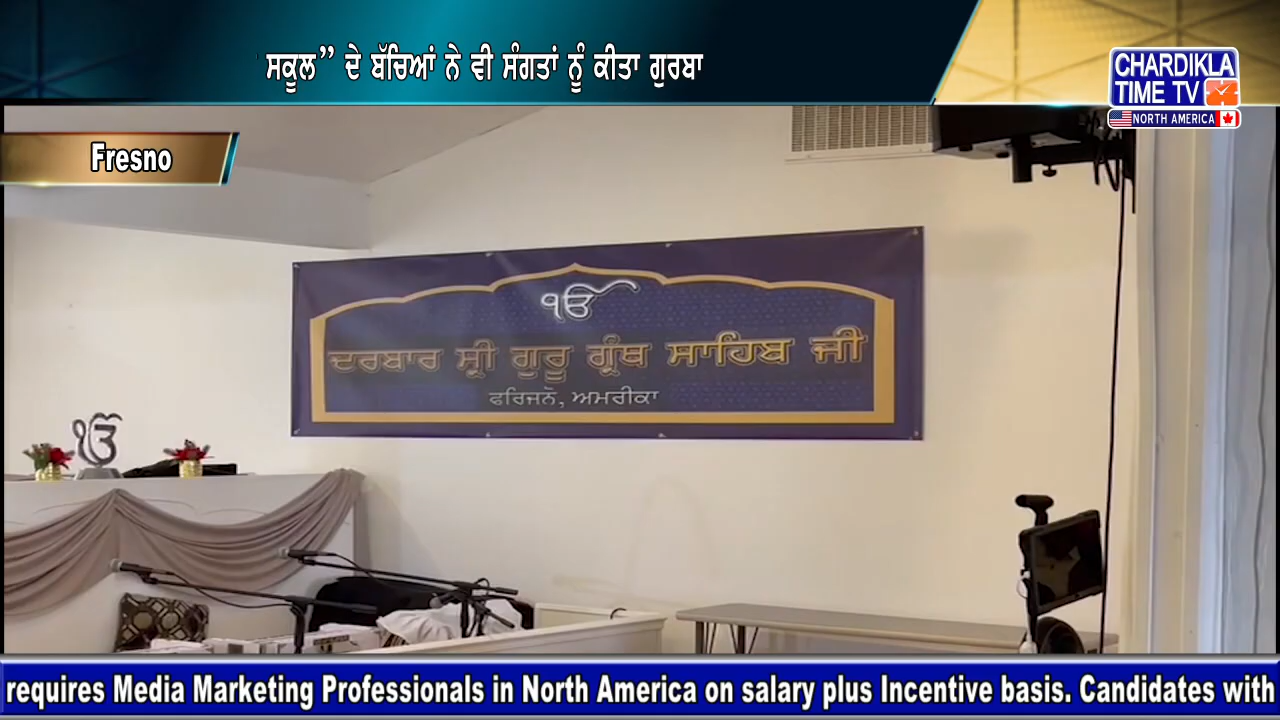 ਸਕੂਲ” ਦੇ ਬੱਚਿਆਂ ਨੇ ਵੀ ਸੰਗਤਾਂ ਨੂੰ ਕੀਤਾ ਗੁਰਬਾ
CHARDIKLA
TIME TV
NORTH AMERICA
Fresno
ੴ
ਦਰਬਾਰ ਸ੍ਰੀ ਗੁਰੂ ਗ੍ਰੰਥ ਸਾਹਿਬ ਜੀ
ਫਰਿਜਨੋ, ਅਮਰੀਕਾ
ੴ
requires Media Marketing Professionals in North America on salary plus Incentive basis. Candidates with